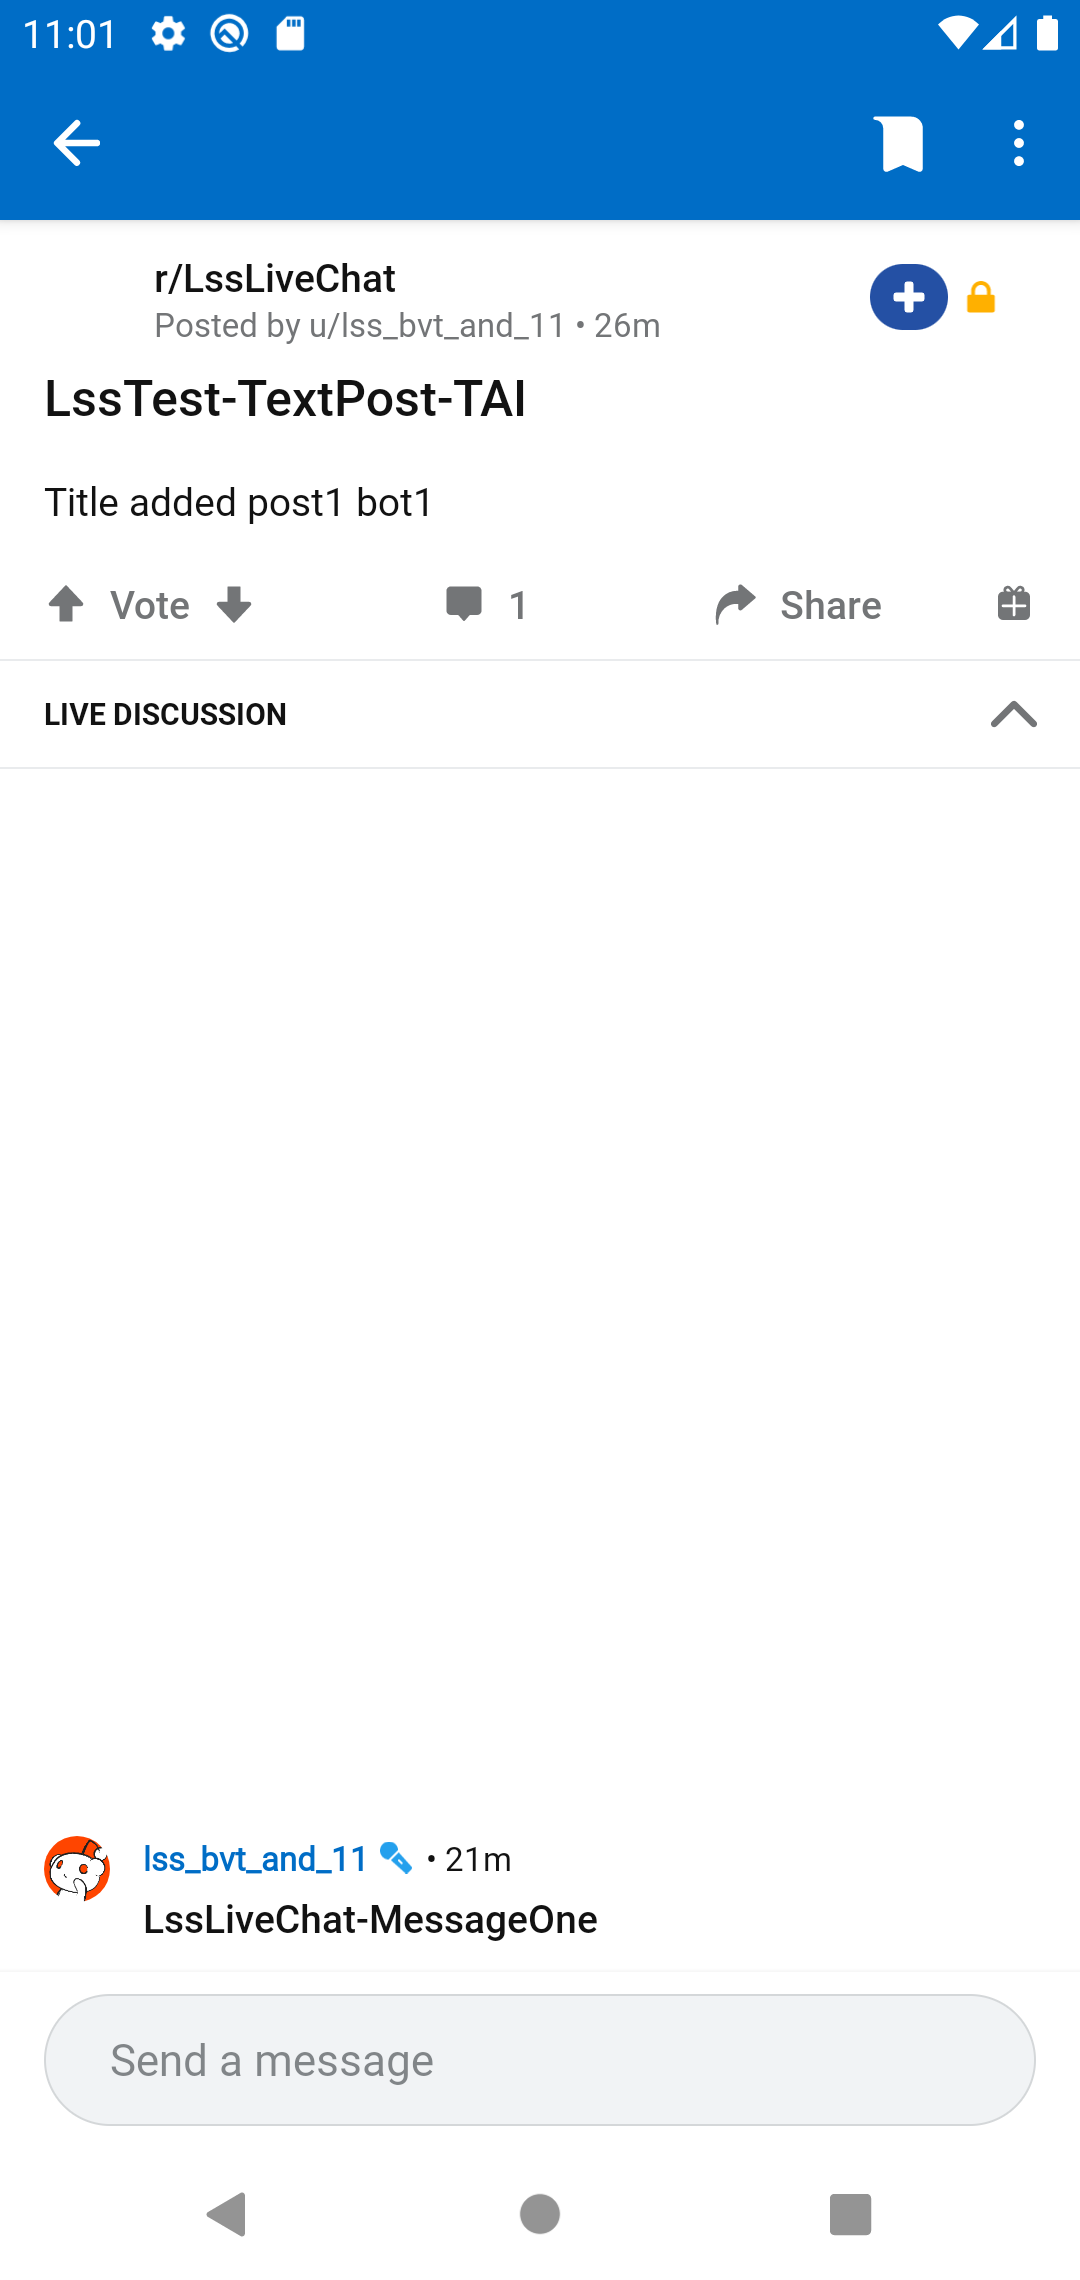 11:01
r/LssLiveChat
Posted by u/lss_bvt_and_11 • 26m
LssTest-TextPost-TAI
Title added post1 bot1
Vote
1
Share
LIVE DISCUSSION
lss_bvt_and_11 • 21m
LssLiveChat-MessageOne
Send a message